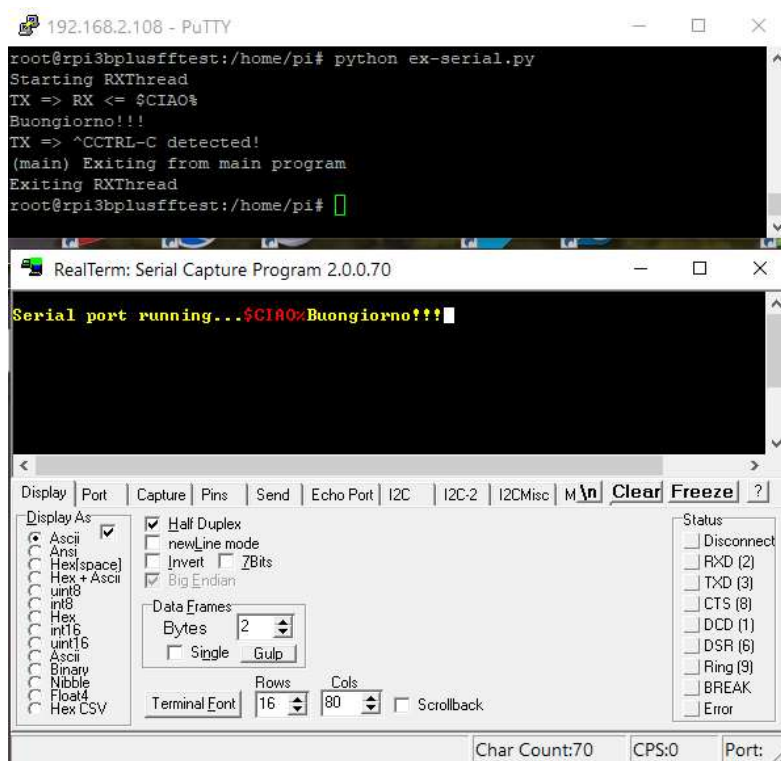 192.168.2.108 - PuTTY
root@rpi3bplusfftest:/home/pi# python ex-serial.py
Starting RXThread
TX => RX <= $CIAO%
Buongiorno!!!
TX => ^CCTRL-C detected!
(main) Exiting from main program
Exiting RXThread
root@rpi3bplusfftest:/home/pi#
RealTerm: Serial Capture Program 2.0.0.70
Serial port running...$CIAO%Buongiorno!!!
Display Port Capture Pins Send Echo Port I2C I2C-2 I2CMisc M \n Clear Freeze ?
Display As
Ascii
Ansi
Hex[space]
Hex + Ascii
uint8
int8
Hex
int16
uint16
Ascii
Binary
Nibble
Float4
Hex CSV
Half Duplex
newLine mode
Invert 7Bits
Big Endian
Data Frames
Bytes 2
Single Gulp
Rows Cols
Terminal Font 16 80 Scrollback
Status
Disconnect
RXD (2)
TXD (3)
CTS (8)
DCD (1)
DSR (6)
Ring (9)
BREAK
Error
Char Count:70 CPS:0 Port: